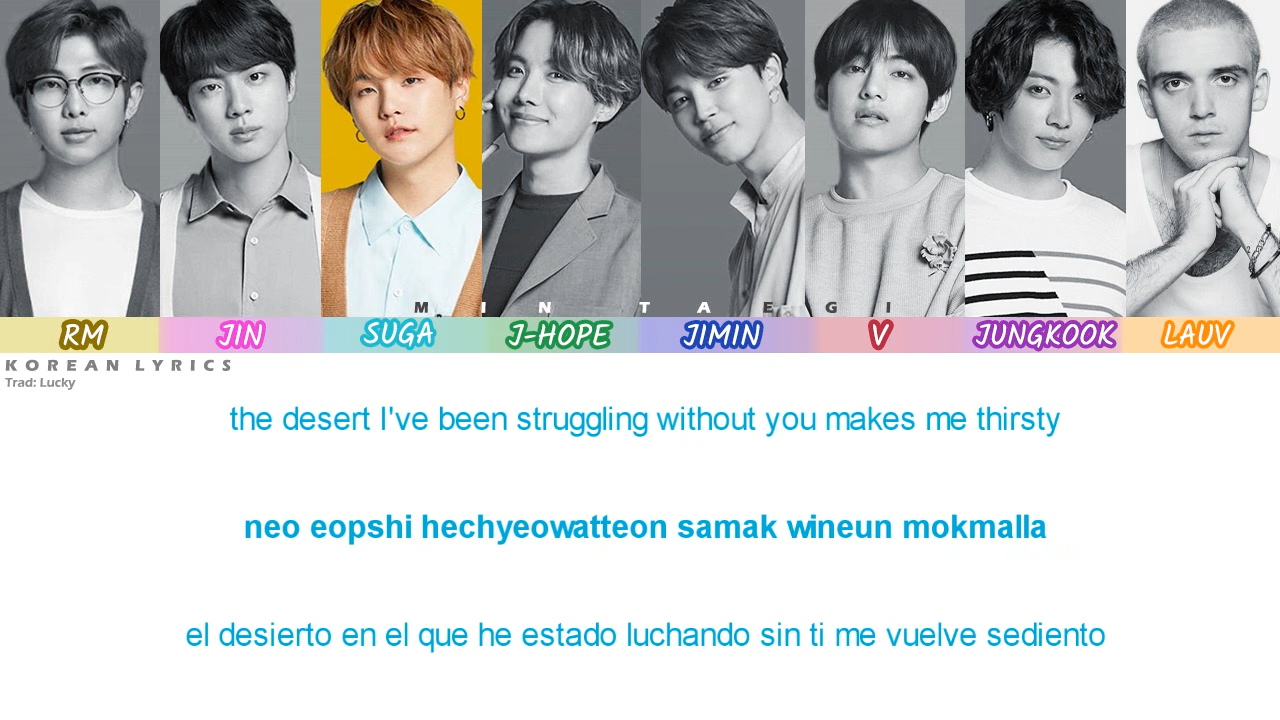 M I N T A E G I
RM JIN SUGA J-HOPE JIMIN V JUNGKOOK LAUV
KOREAN LYRICS
Trad: Lucky
the desert I've been struggling without you makes me thirsty
neo eopshi hechyeowatteon samak wineun mokmalla
el desierto en el que he estado luchando sin ti me vuelve sediento